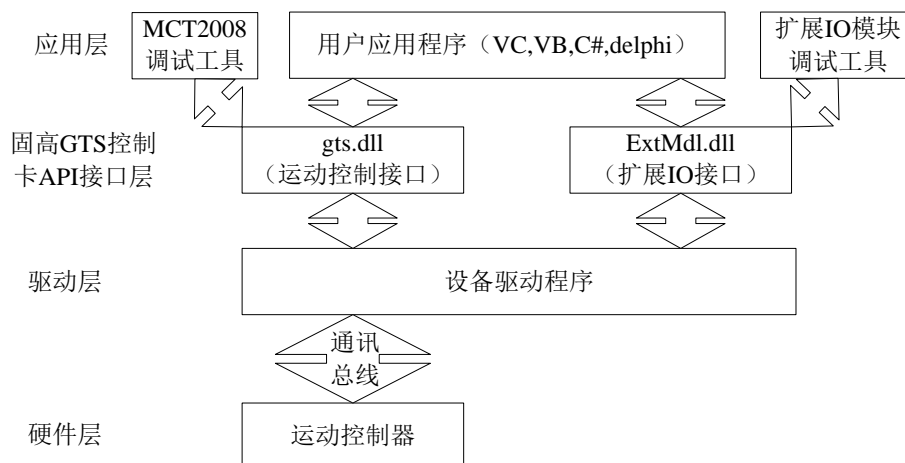 应用层
MCT2008
调试工具
用户应用程序（VC,VB,C#,delphi）
扩展IO模块
调试工具
固高GTS控制
卡API接口层
gts.dll
（运动控制接口）
ExtMdl.dll
（扩展IO接口）
驱动层
设备驱动程序
通讯
总线
硬件层
运动控制器